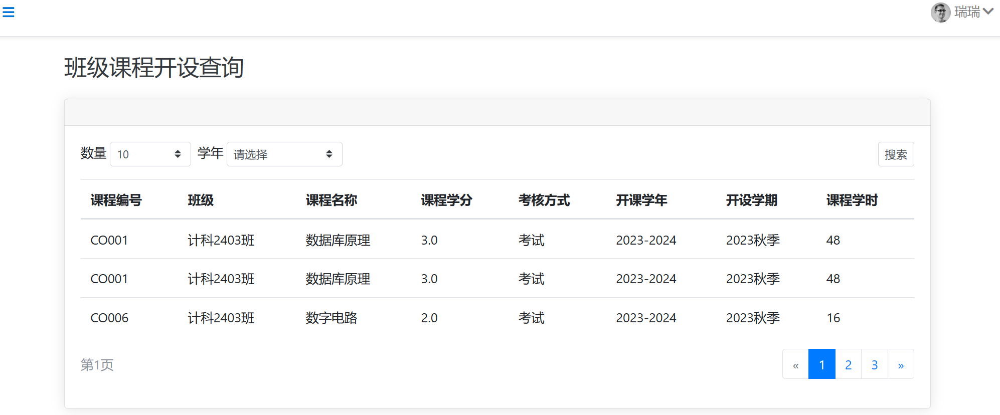 瑞瑞
班级课程开设查询
数量 10 学年 请选择 搜索
课程编号 班级 课程名称 课程学分 考核方式 开课学年 开设学期 课程学时
CO001 计科2403班 数据库原理 3.0 考试 2023-2024 2023秋季 48
CO001 计科2403班 数据库原理 3.0 考试 2023-2024 2023秋季 48
CO006 计科2403班 数字电路 2.0 考试 2023-2024 2023秋季 16
第1页 « 1 2 3 »